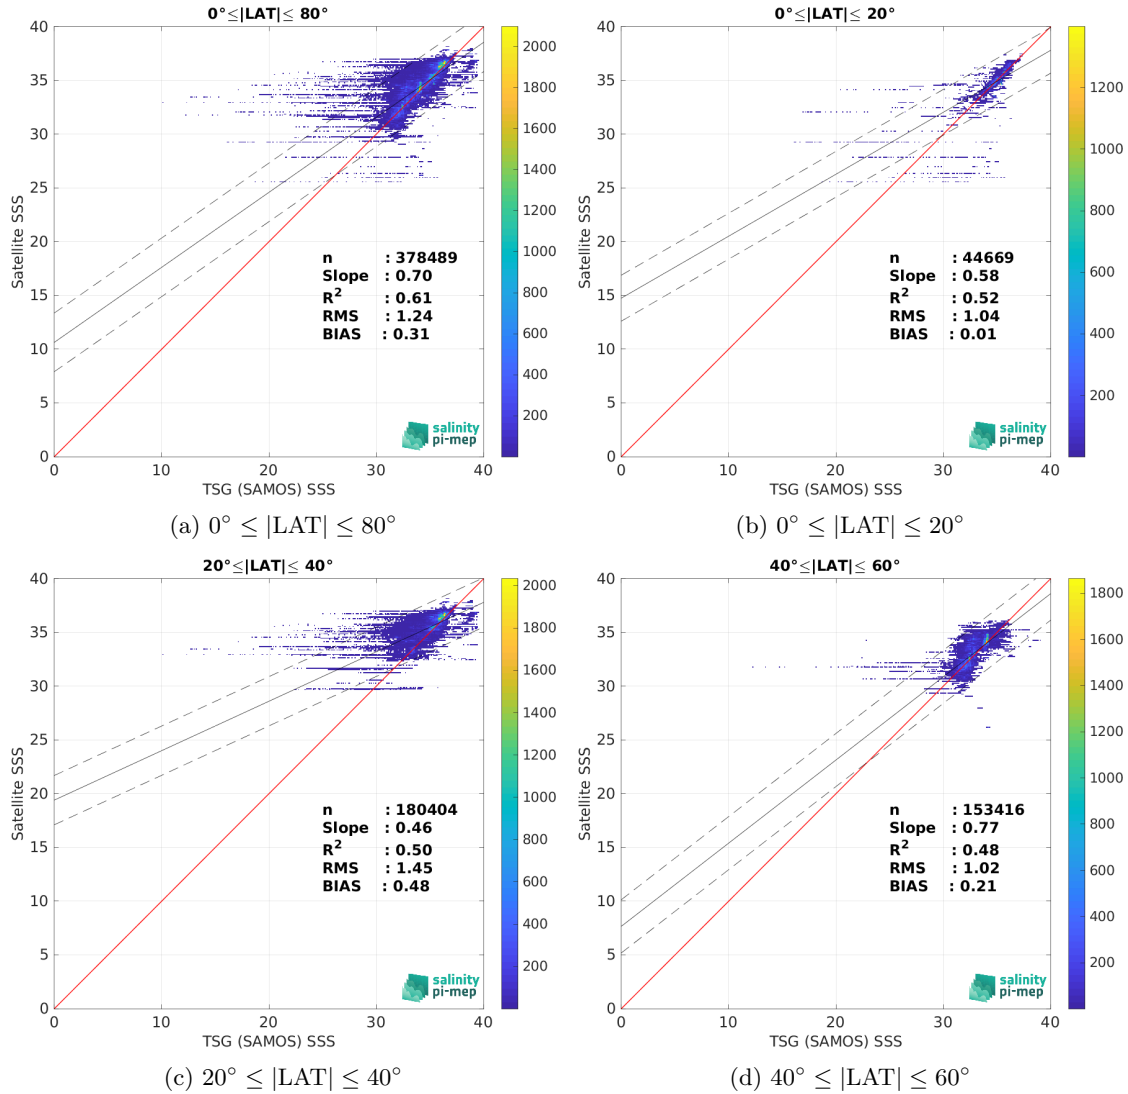 0°≤|LAT|≤ 80°
40
35
30
25
20
15
10
5
0
Satellite SSS
n : 378489
Slope : 0.70
R² : 0.61
RMS : 1.24
BIAS : 0.31
salinity
pi-mep
0 10 20 30 40
TSG (SAMOS) SSS
2000
1800
1600
1400
1200
1000
800
600
400
200
(a) 0° ≤ |LAT| ≤ 80°
0°≤|LAT|≤ 20°
40
35
30
25
20
15
10
5
0
Satellite SSS
n : 44669
Slope : 0.58
R² : 0.52
RMS : 1.04
BIAS : 0.01
salinity
pi-mep
0 10 20 30 40
TSG (SAMOS) SSS
1200
1000
800
600
400
200
(b) 0° ≤ |LAT| ≤ 20°
20°≤|LAT|≤ 40°
40
35
30
25
20
15
10
5
0
Satellite SSS
n : 180404
Slope : 0.46
R² : 0.50
RMS : 1.45
BIAS : 0.48
salinity
pi-mep
0 10 20 30 40
TSG (SAMOS) SSS
2000
1800
1600
1400
1200
1000
800
600
400
200
(c) 20° ≤ |LAT| ≤ 40°
40°≤|LAT|≤ 60°
40
35
30
25
20
15
10
5
0
Satellite SSS
n : 153416
Slope : 0.77
R² : 0.48
RMS : 1.02
BIAS : 0.21
salinity
pi-mep
0 10 20 30 40
TSG (SAMOS) SSS
1800
1600
1400
1200
1000
800
600
400
200
(d) 40° ≤ |LAT| ≤ 60°